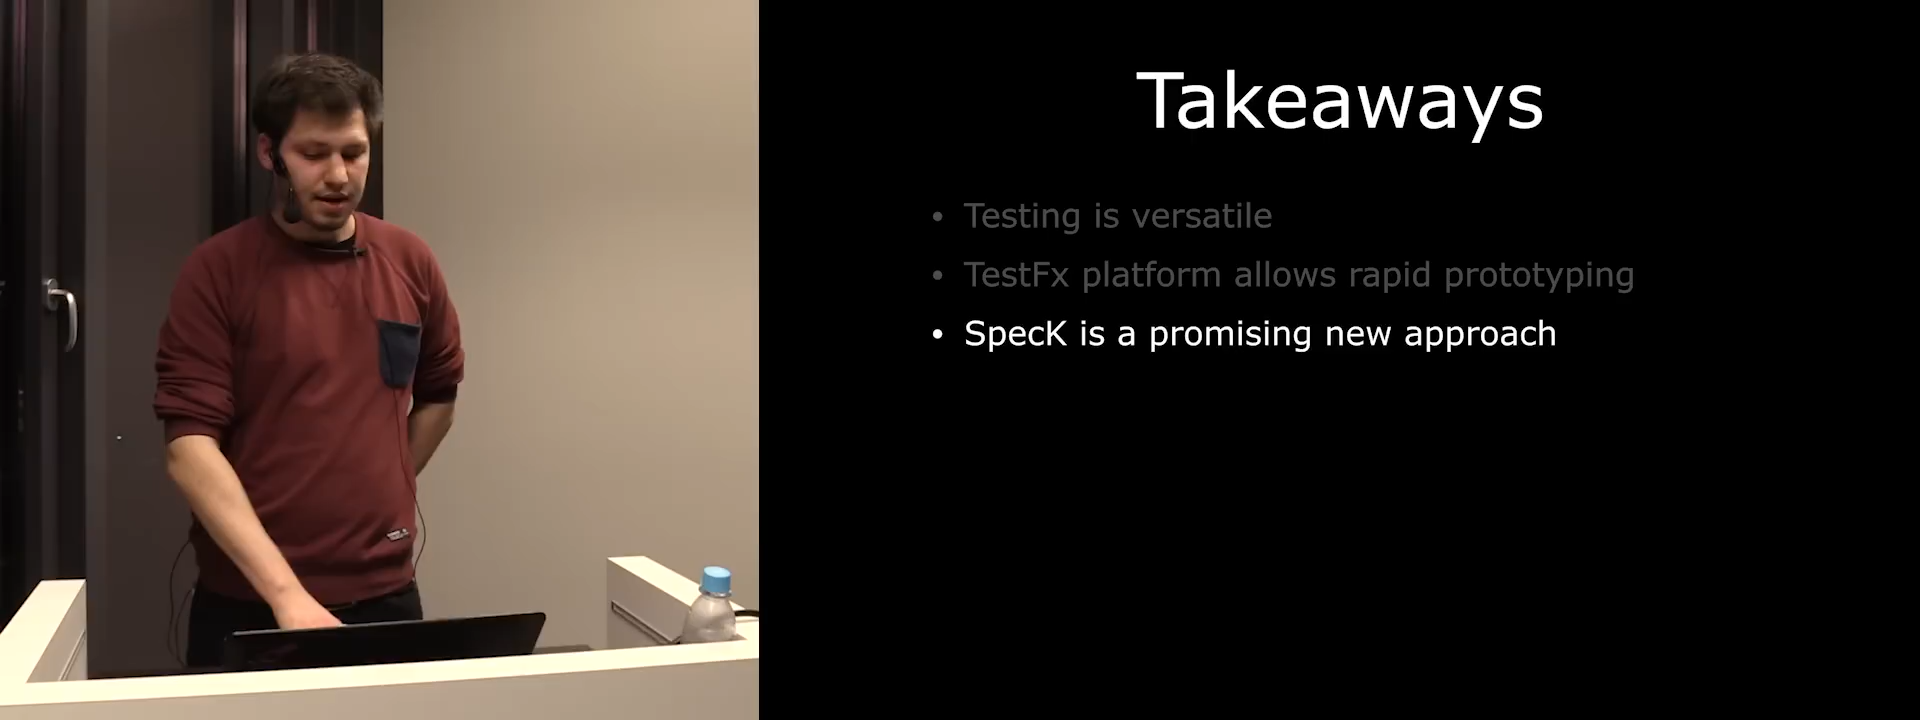 Takeaways
• Testing is versatile
• TestFx platform allows rapid prototyping
• SpecK is a promising new approach